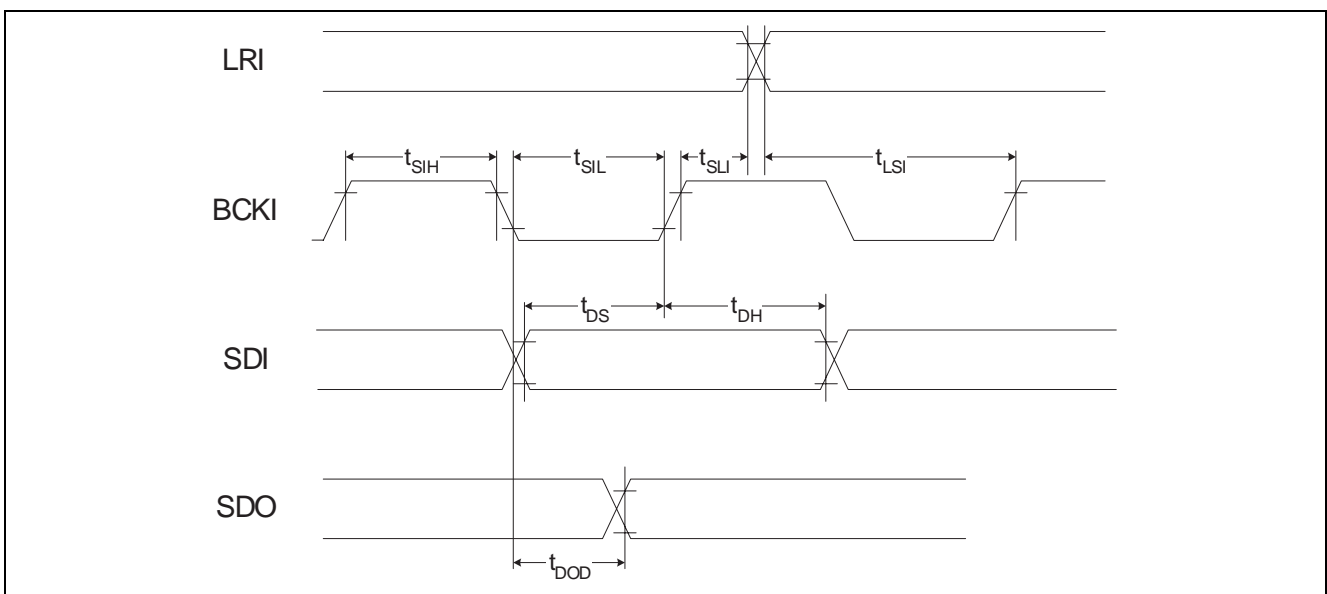 LRI
tSIH
tSIL
tSLI
tLSI
BCKI
tDS
tDH
SDI
SDO
tDOD